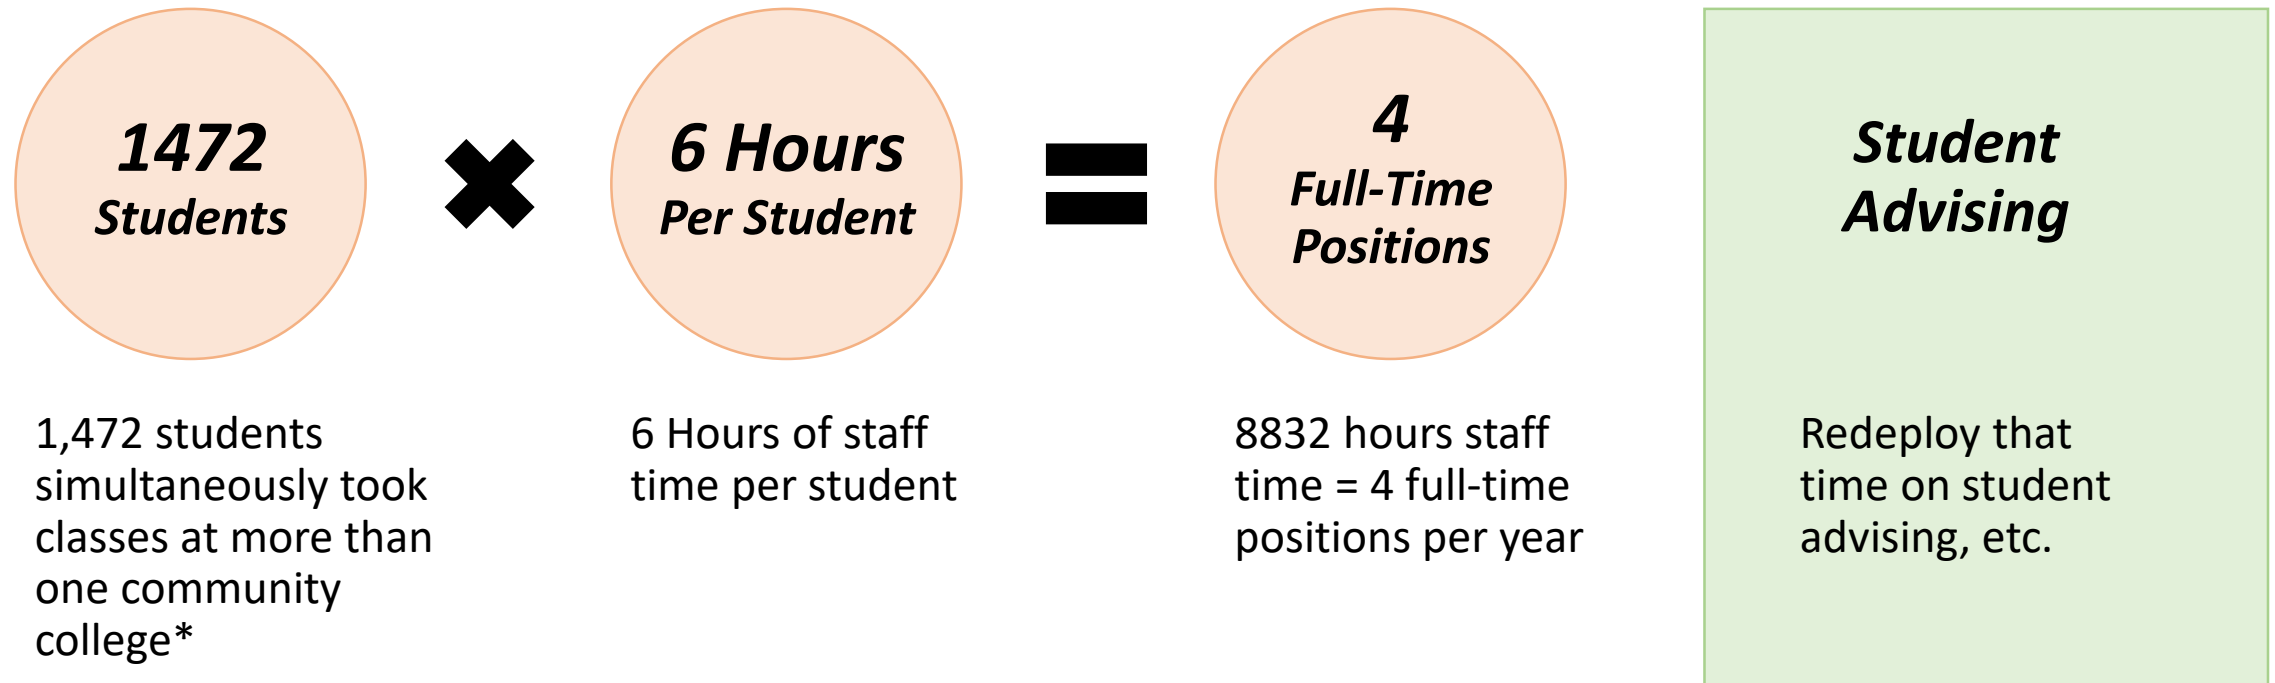 1472
Students
6 Hours
Per Student
4
Full-Time
Positions
Student
Advising
1,472 students
simultaneously took
classes at more than
one community
college*
6 Hours of staff
time per student
8832 hours staff
time = 4 full-time
positions per year
Redeploy that
time on student
advising, etc.